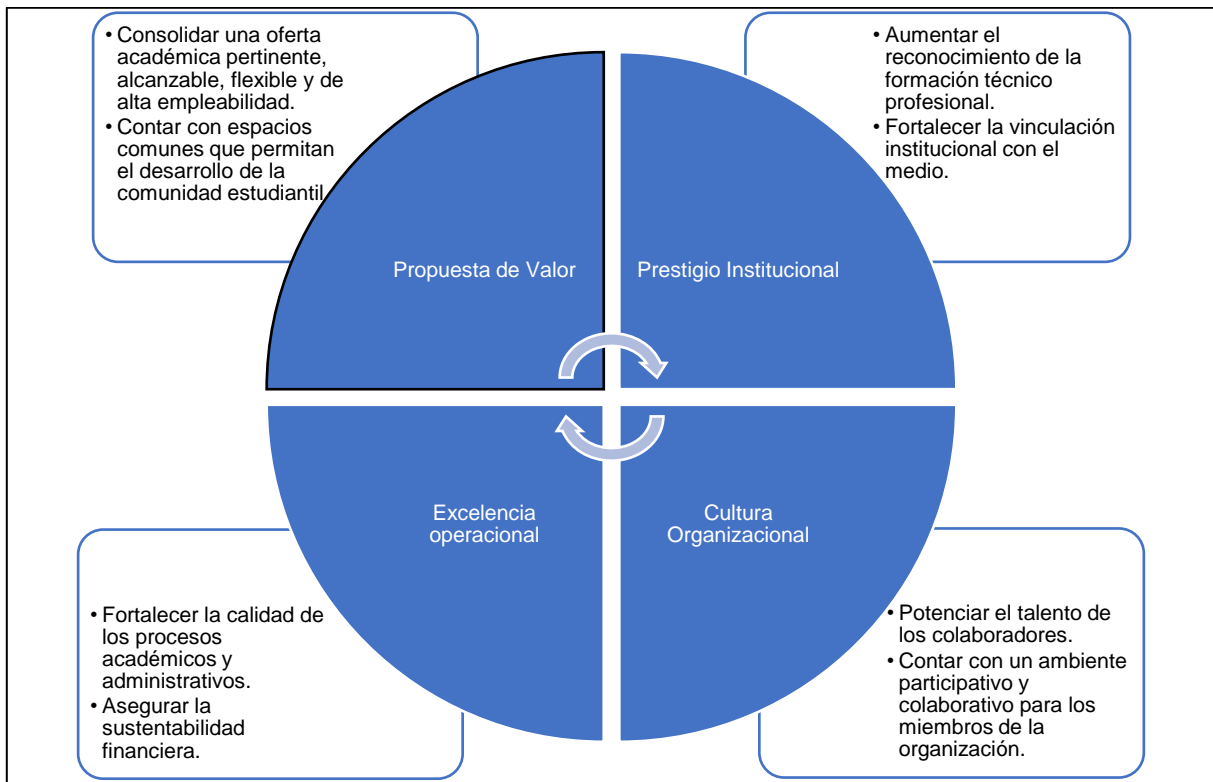 • Consolidar una oferta
académica pertinente,
alcanzable, flexible y de
alta empleabilidad.
• Contar con espacios
comunes que permitan
el desarrollo de la
comunidad estudiantil
• Aumentar el
reconocimiento de la
formación técnico
profesional.
• Fortalecer la vinculación
institucional con el
medio.
Propuesta de Valor
Prestigio Institucional
Excelencia
operacional
Cultura
Organizacional
• Fortalecer la calidad de
los procesos
académicos y
administrativos.
• Asegurar la
sustentabilidad
financiera.
• Potenciar el talento de
los colaboradores.
• Contar con un ambiente
participativo y
colaborativo para los
miembros de la
organización.